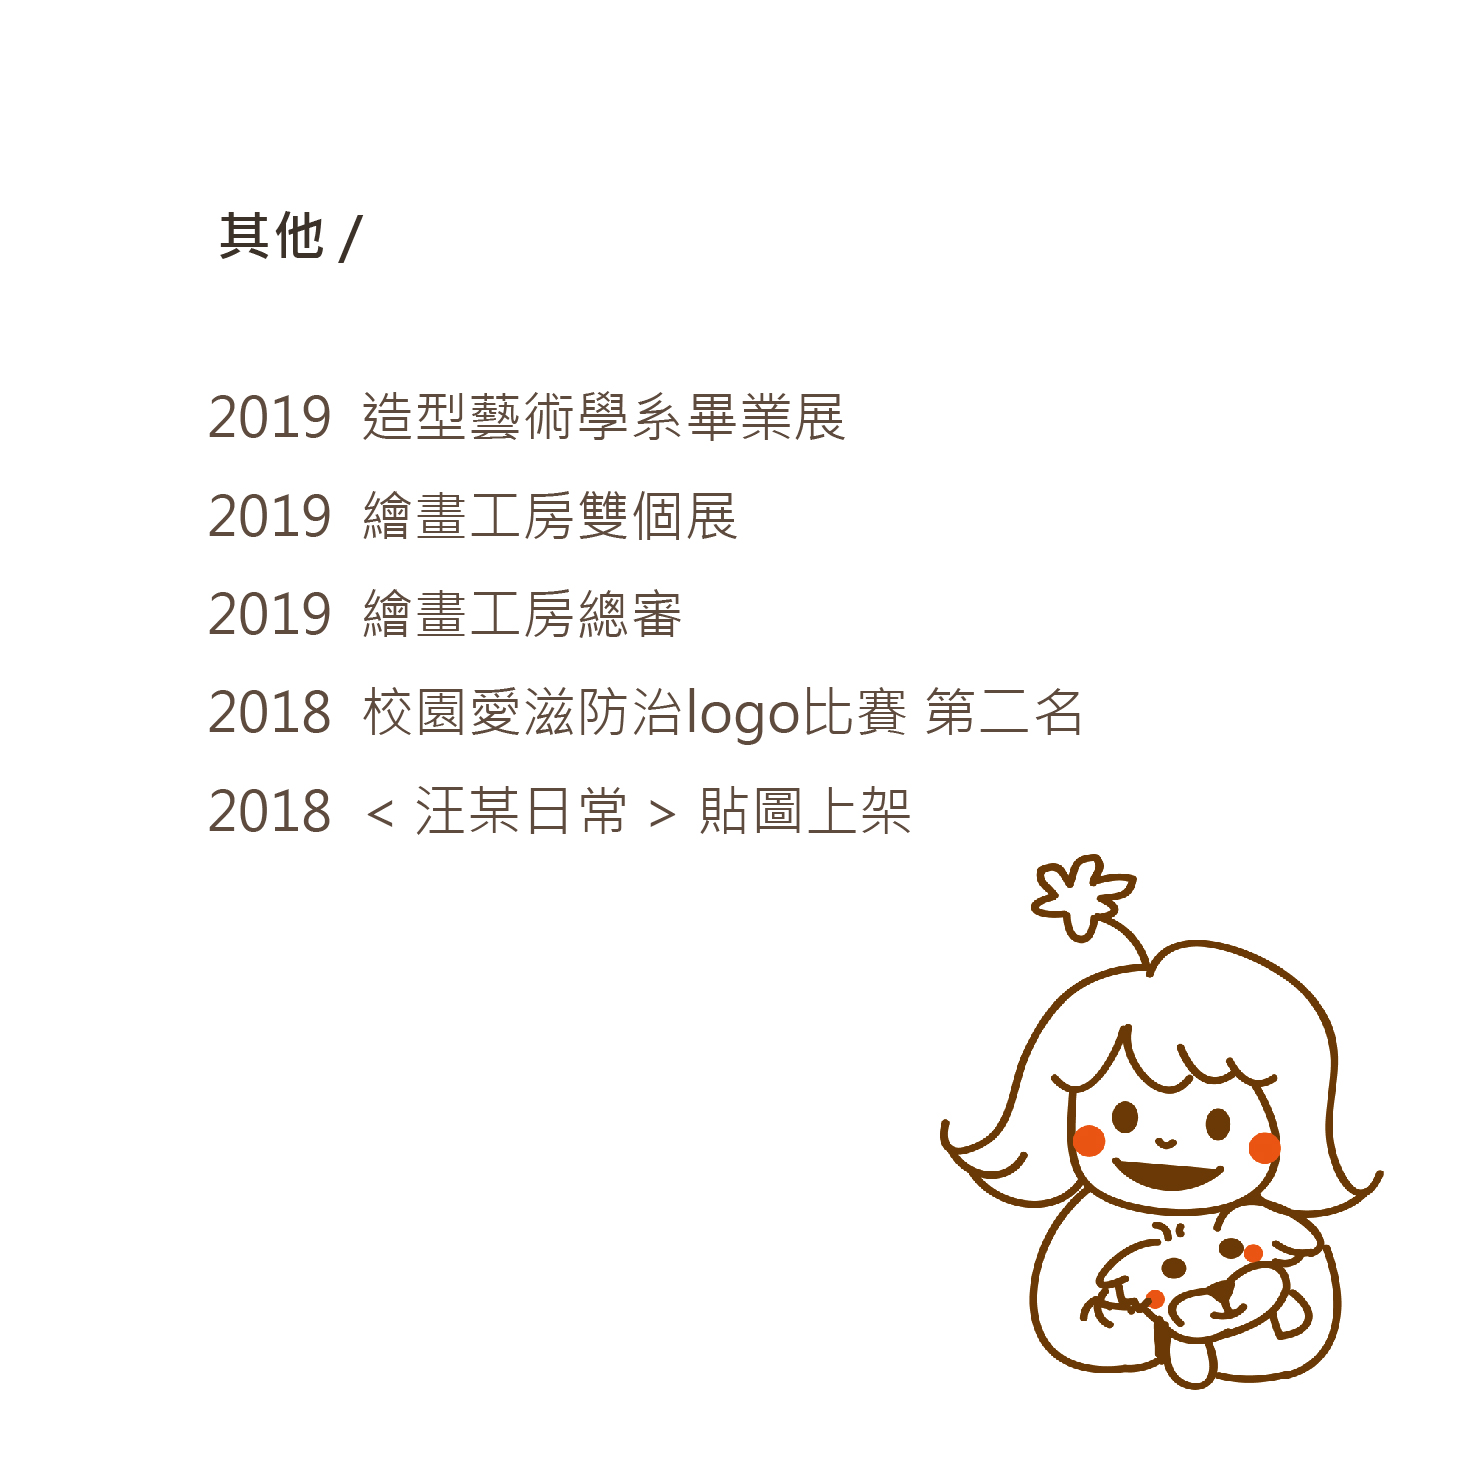 其他 /
2019 造型藝術學系畢業展
2019 繪畫工房雙個展
2019 繪畫工房總審
2018 校園愛滋防治logo比賽 第二名
2018 < 汪某日常 > 貼圖上架